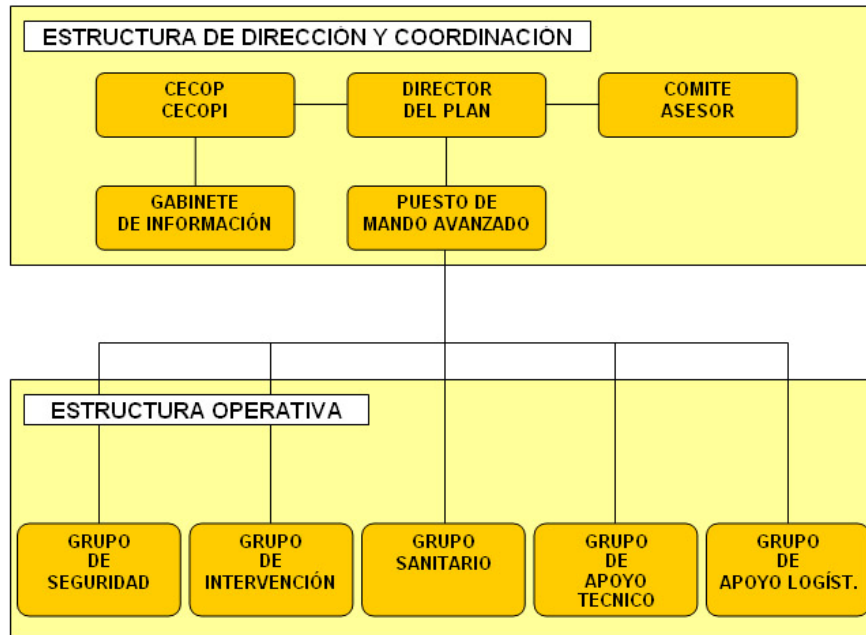 ESTRUCTURA DE DIRECCIÓN Y COORDINACIÓN
CECOP
CECOPI
DIRECTOR
DEL PLAN
COMITE
ASESOR
GABINETE
DE INFORMACIÓN
PUESTO DE
MANDO AVANZADO
ESTRUCTURA OPERATIVA
GRUPO
DE
SEGURIDAD
GRUPO
DE
INTERVENCIÓN
GRUPO
SANITARIO
GRUPO
DE
APOYO
TECNICO
GRUPO
DE
APOYO LOGÍST.